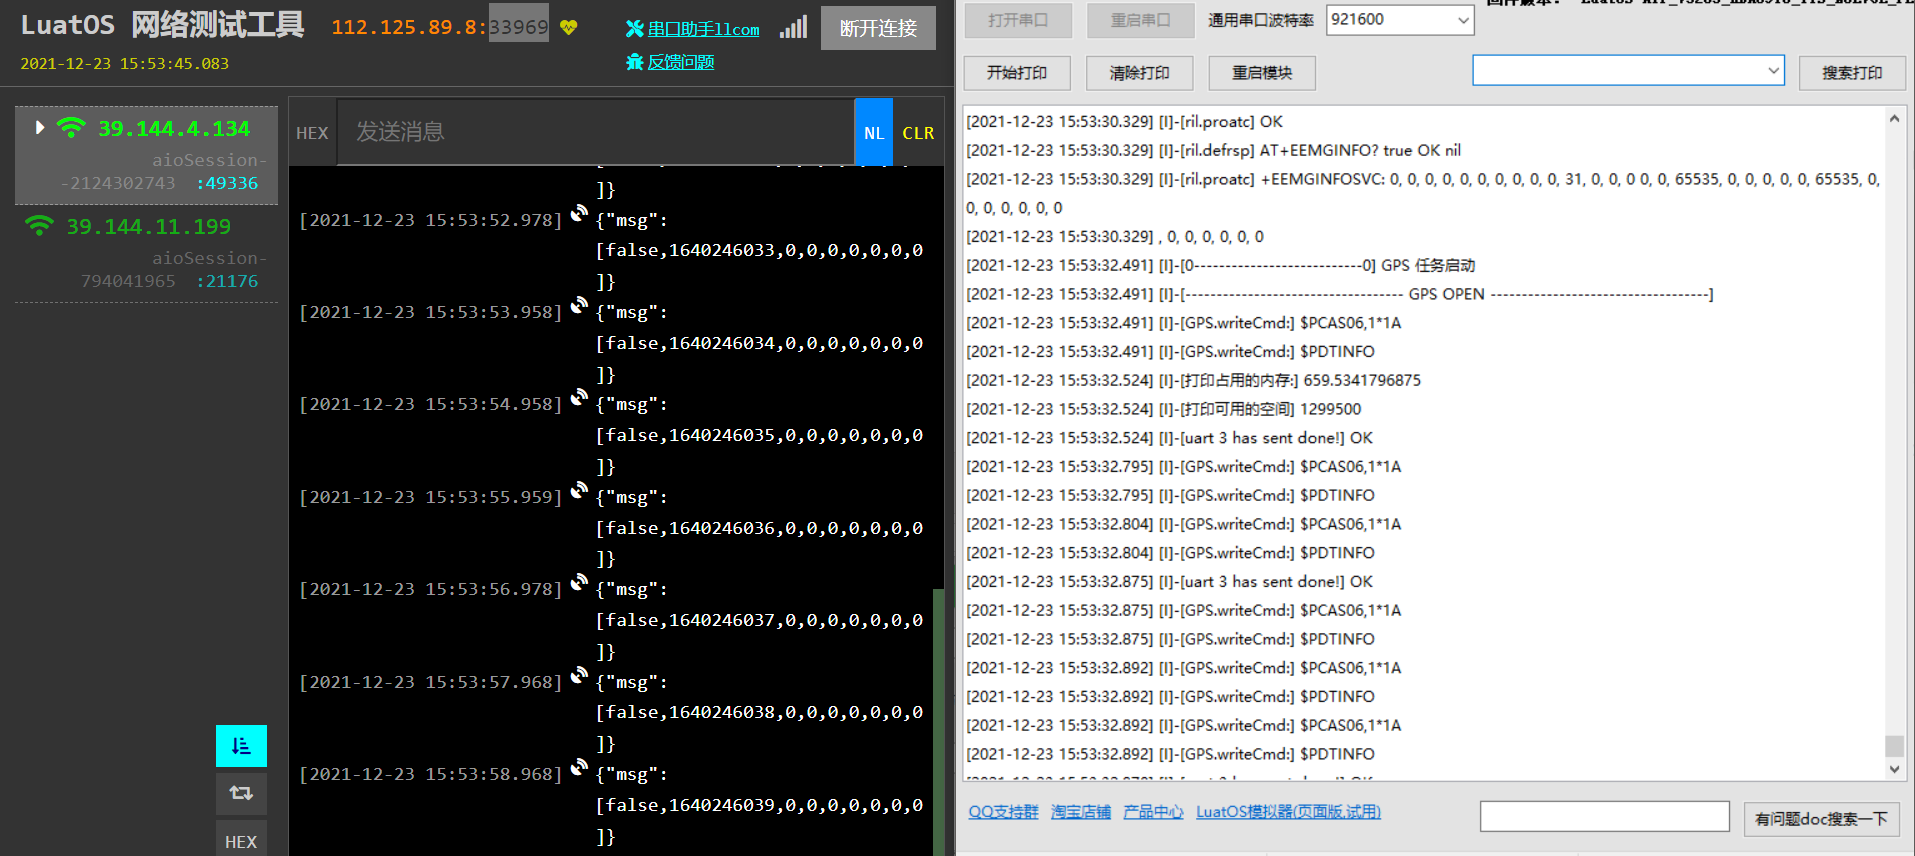 LuatOS 网络测试工具
112.125.89.8:33969
串口助手llcom
断开连接
2021-12-23 15:53:45.083
反馈问题
39.144.4.134
aioSession-
-2124302743 :49336
39.144.11.199
aioSession-
794041965 :21176
HEX
HEX
发送消息
NL
CLR
]}
[2021-12-23 15:53:52.978] {"msg":
[false,1640246033,0,0,0,0,0,0,0
]}
[2021-12-23 15:53:53.958] {"msg":
[false,1640246034,0,0,0,0,0,0,0
]}
[2021-12-23 15:53:54.958] {"msg":
[false,1640246035,0,0,0,0,0,0,0
]}
[2021-12-23 15:53:55.959] {"msg":
[false,1640246036,0,0,0,0,0,0,0
]}
[2021-12-23 15:53:56.978] {"msg":
[false,1640246037,0,0,0,0,0,0,0
]}
[2021-12-23 15:53:57.968] {"msg":
[false,1640246038,0,0,0,0,0,0,0
]}
[2021-12-23 15:53:58.968] {"msg":
[false,1640246039,0,0,0,0,0,0,0
]}
打开串口
重启串口
通用串口波特率
921600
开始打印
清除打印
重启模块
搜索打印
[2021-12-23 15:53:30.329] [I]-[ril.proatc] OK
[2021-12-23 15:53:30.329] [I]-[ril.defrsp] AT+EEMGINFO? true OK nil
[2021-12-23 15:53:30.329] [I]-[ril.proatc] +EEMGINFOSVC: 0, 0, 0, 0, 0, 0, 0, 0, 0, 0, 31, 0, 0, 0 0, 0, 65535, 0, 0, 0, 0, 0, 65535, 0,
0, 0, 0, 0, 0, 0
[2021-12-23 15:53:30.329] , 0, 0, 0, 0, 0, 0
[2021-12-23 15:53:32.491] [I]-[0---------------------------0] GPS 任务启动
[2021-12-23 15:53:32.491] [I]-[----------------------------------- GPS OPEN -----------------------------------]
[2021-12-23 15:53:32.491] [I]-[GPS.writeCmd:] $PCAS06,1*1A
[2021-12-23 15:53:32.491] [I]-[GPS.writeCmd:] $PDTINFO
[2021-12-23 15:53:32.524] [I]-[打印占用的内存:] 659.5341796875
[2021-12-23 15:53:32.524] [I]-[打印可用的空间] 1299500
[2021-12-23 15:53:32.524] [I]-[uart 3 has sent done!] OK
[2021-12-23 15:53:32.795] [I]-[GPS.writeCmd:] $PCAS06,1*1A
[2021-12-23 15:53:32.795] [I]-[GPS.writeCmd:] $PDTINFO
[2021-12-23 15:53:32.804] [I]-[GPS.writeCmd:] $PCAS06,1*1A
[2021-12-23 15:53:32.804] [I]-[GPS.writeCmd:] $PDTINFO
[2021-12-23 15:53:32.875] [I]-[uart 3 has sent done!] OK
[2021-12-23 15:53:32.875] [I]-[GPS.writeCmd:] $PCAS06,1*1A
[2021-12-23 15:53:32.875] [I]-[GPS.writeCmd:] $PDTINFO
[2021-12-23 15:53:32.892] [I]-[GPS.writeCmd:] $PCAS06,1*1A
[2021-12-23 15:53:32.892] [I]-[GPS.writeCmd:] $PDTINFO
[2021-12-23 15:53:32.892] [I]-[GPS.writeCmd:] $PCAS06,1*1A
[2021-12-23 15:53:32.892] [I]-[GPS.writeCmd:] $PDTINFO
QQ支持群
淘宝店铺
产品中心
LuatOS模拟器(页面版,试用)
有问题doc搜索一下